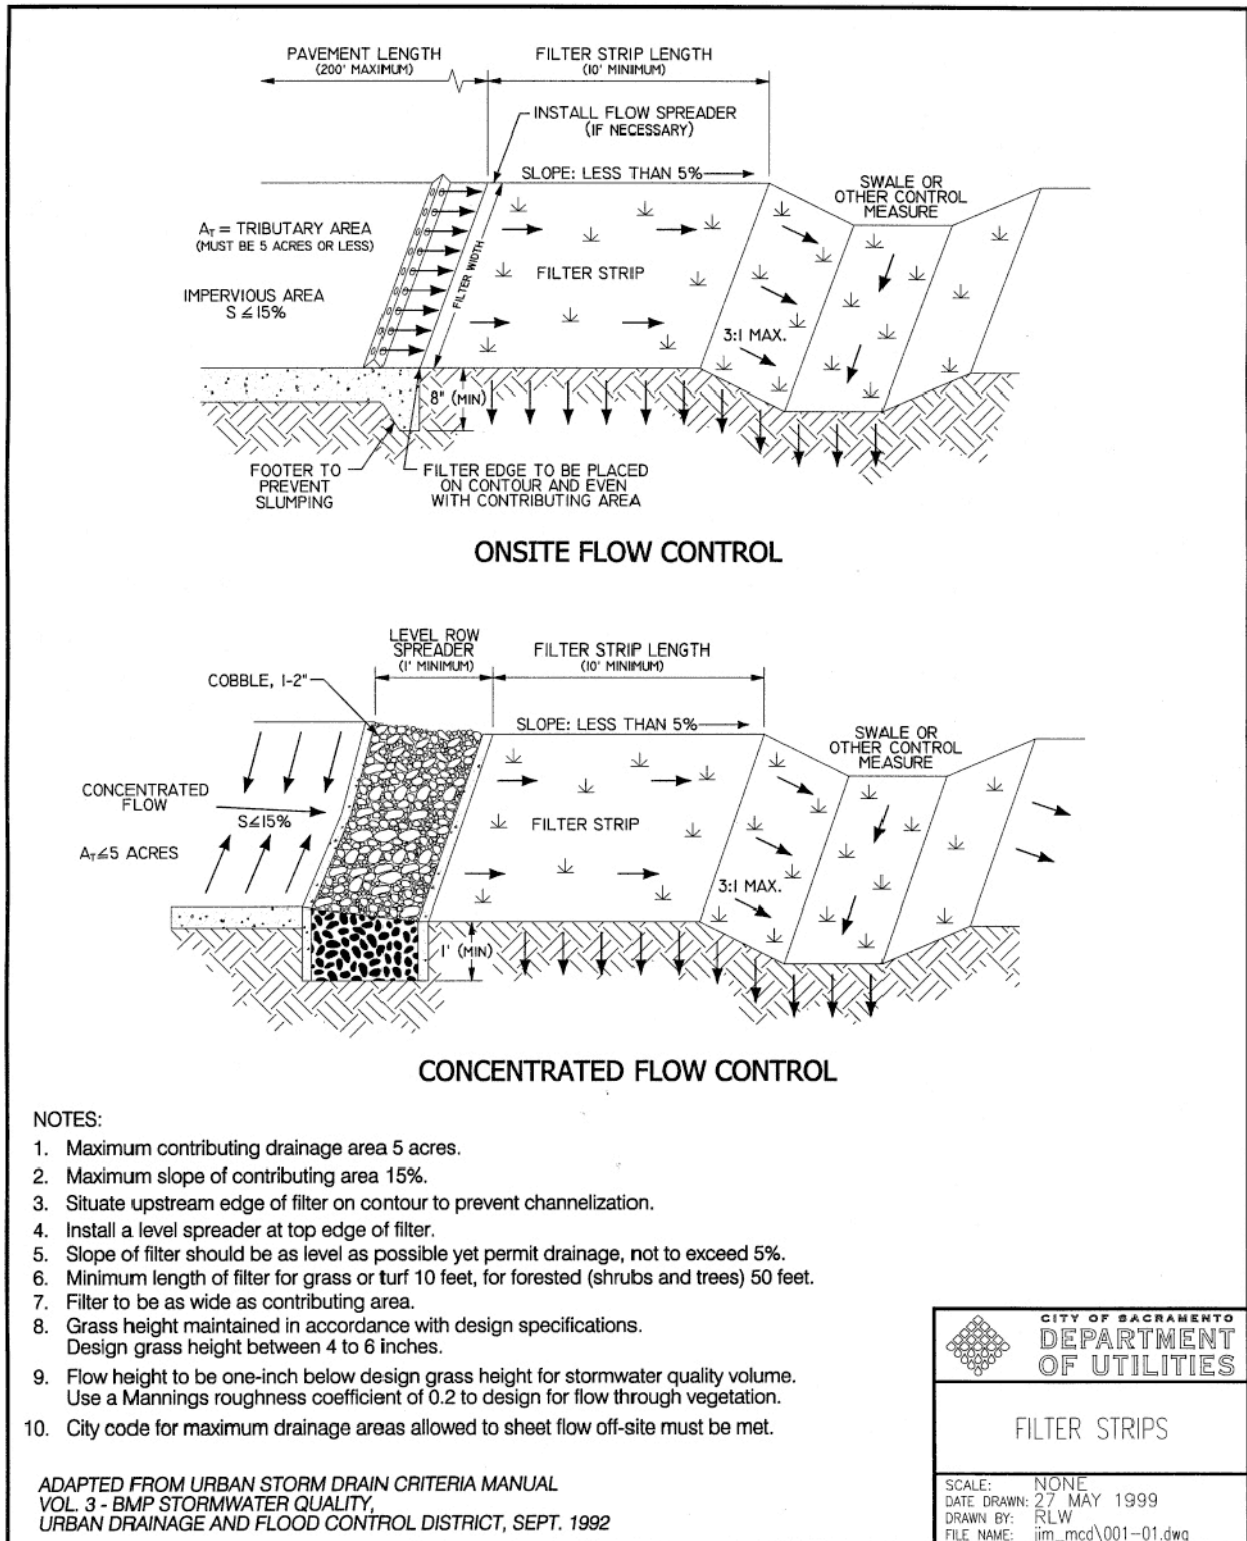 PAVEMENT LENGTH
(200' MAXIMUM)
FILTER STRIP LENGTH
(10' MINIMUM)
INSTALL FLOW SPREADER
(IF NECESSARY)
SLOPE: LESS THAN 5%
SWALE OR
OTHER CONTROL
MEASURE
A_T = TRIBUTARY AREA
(MUST BE 5 ACRES OR LESS)
IMPERVIOUS AREA
S ≤ 15%
FILTER WIDTH
FILTER STRIP
3:1 MAX.
8" (MIN)
FOOTER TO
PREVENT
SLUMPING
FILTER EDGE TO BE PLACED
ON CONTOUR AND EVEN
WITH CONTRIBUTING AREA
ONSITE FLOW CONTROL
LEVEL ROW
SPREADER
(1' MINIMUM)
FILTER STRIP LENGTH
(10' MINIMUM)
COBBLE, 1-2"
SLOPE: LESS THAN 5%
SWALE OR
OTHER CONTROL
MEASURE
CONCENTRATED
FLOW
S≤15%
A_T≤5 ACRES
FILTER STRIP
3:1 MAX.
1' (MIN)
CONCENTRATED FLOW CONTROL
NOTES:
1. Maximum contributing drainage area 5 acres.
2. Maximum slope of contributing area 15%.
3. Situate upstream edge of filter on contour to prevent channelization.
4. Install a level spreader at top edge of filter.
5. Slope of filter should be as level as possible yet permit drainage, not to exceed 5%.
6. Minimum length of filter for grass or turf 10 feet, for forested (shrubs and trees) 50 feet.
7. Filter to be as wide as contributing area.
8. Grass height maintained in accordance with design specifications.
Design grass height between 4 to 6 inches.
9. Flow height to be one-inch below design grass height for stormwater quality volume.
Use a Mannings roughness coefficient of 0.2 to design for flow through vegetation.
10. City code for maximum drainage areas allowed to sheet flow off-site must be met.
ADAPTED FROM URBAN STORM DRAIN CRITERIA MANUAL
VOL. 3 - BMP STORMWATER QUALITY,
URBAN DRAINAGE AND FLOOD CONTROL DISTRICT, SEPT. 1992
CITY OF SACRAMENTO
DEPARTMENT
OF UTILITIES
FILTER STRIPS
SCALE: NONE
DATE DRAWN: 27 MAY 1999
DRAWN BY: RLW
FILE NAME: jim_mcd\001-01.dwg